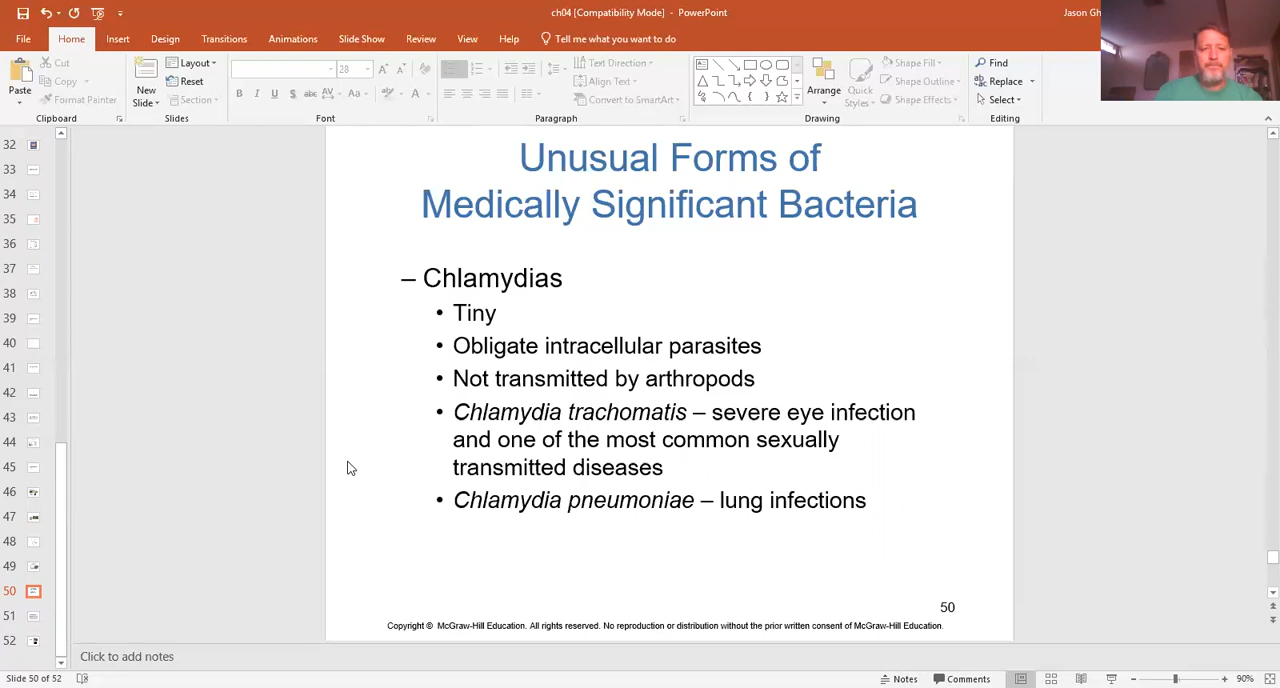 ch04 [Compatibility Mode] - PowerPoint
Jason Gh
File Home Insert Design Transitions Animations Slide Show Review View Help Tell me what you want to do
Paste
Cut
Copy
Format Painter
Clipboard
New
Slide
Layout
Reset
Section
Slides
28
B I U S abc AV Aa A
Font
Text Direction
Align Text
Convert to SmartArt
Paragraph
Arrange
Quick
Styles
Shape Fill
Shape Outline
Shape Effects
Drawing
Find
Replace
Select
Editing
32
33
34
35
36
37
38
39
40
41
42
43
44
45
46
47
48
49
50
51
52
Unusual Forms of
Medically Significant Bacteria
– Chlamydias
• Tiny
• Obligate intracellular parasites
• Not transmitted by arthropods
• Chlamydia trachomatis – severe eye infection
and one of the most common sexually
transmitted diseases
• Chlamydia pneumoniae – lung infections
50
Copyright © McGraw-Hill Education. All rights reserved. No reproduction or distribution without the prior written consent of McGraw-Hill Education.
Click to add notes
Slide 50 of 52
Notes Comments 90%